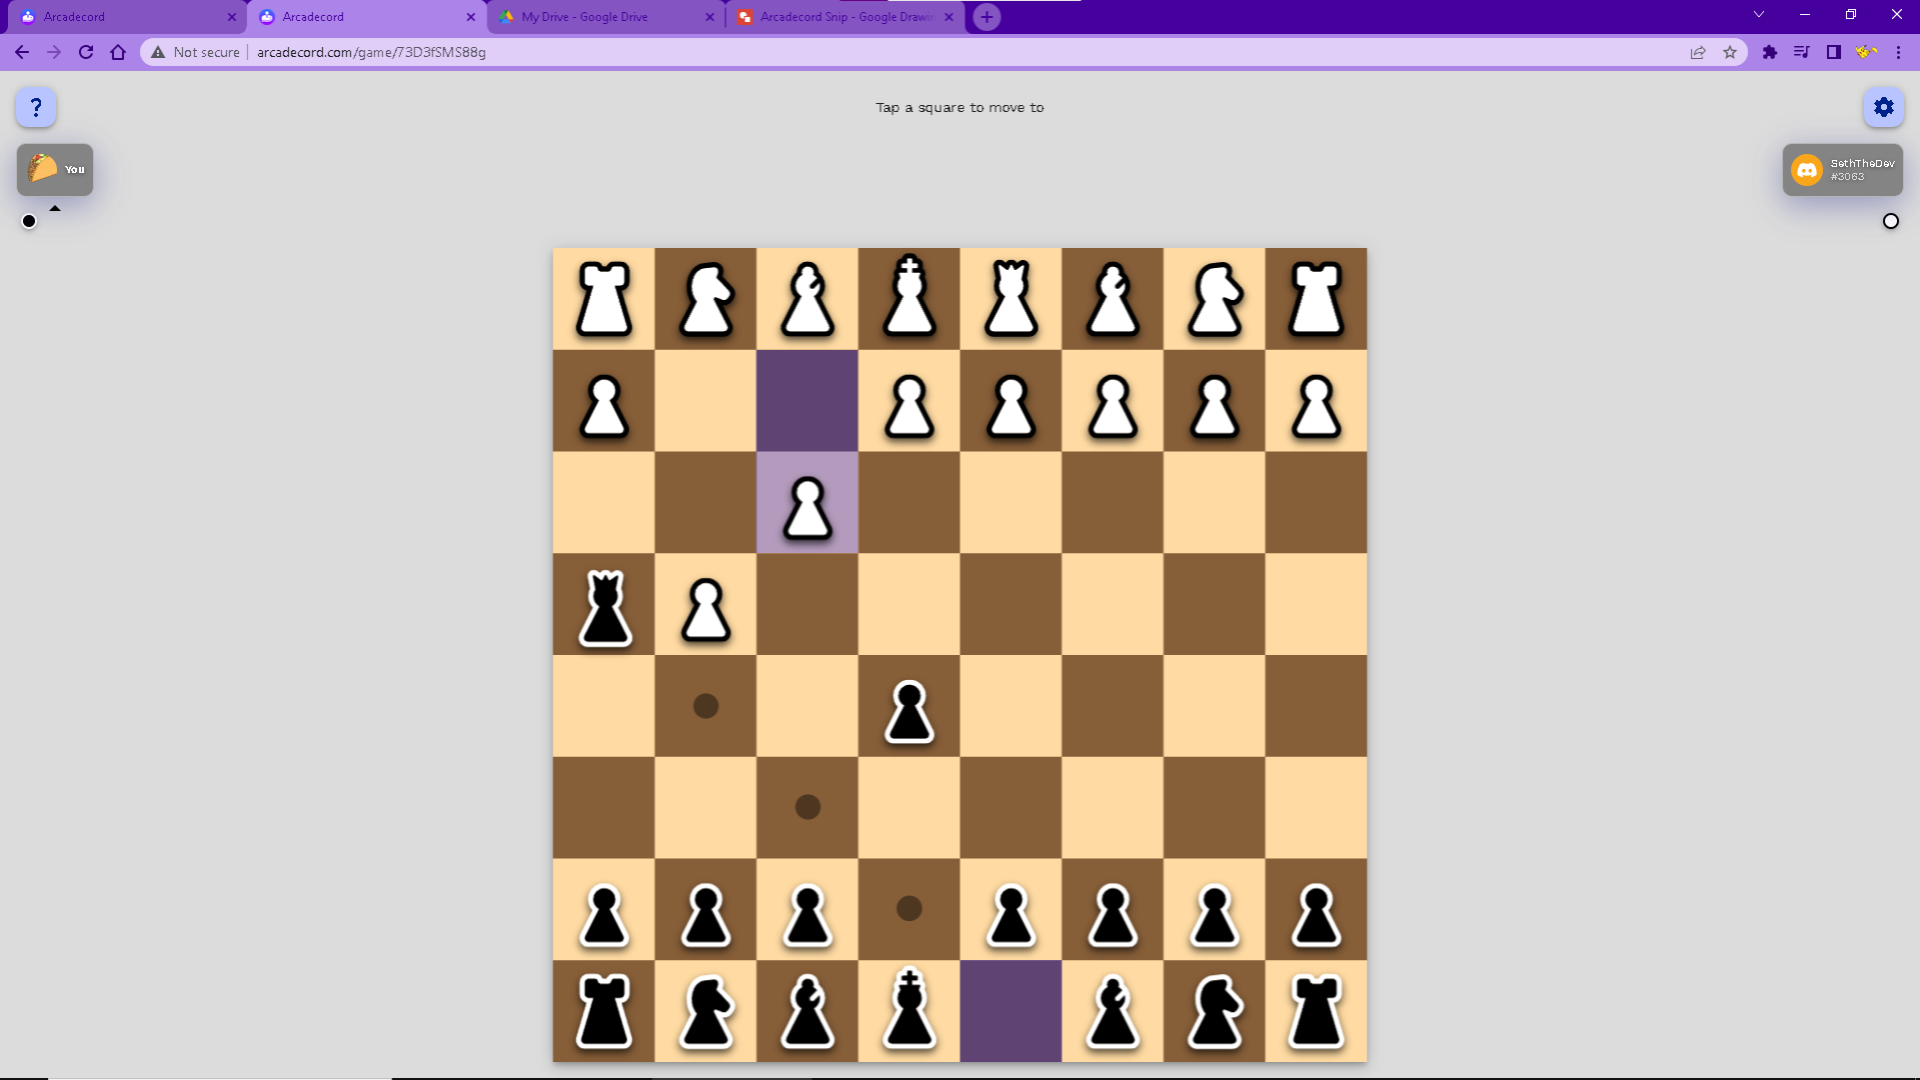 Arcadecord
Arcadecord
My Drive - Google Drive
Arcadecord Snip - Google Drawin
Not secure
arcadecord.com/game/73D3fSMS88g
?
Tap a square to move to
You
SethTheDev
#3063